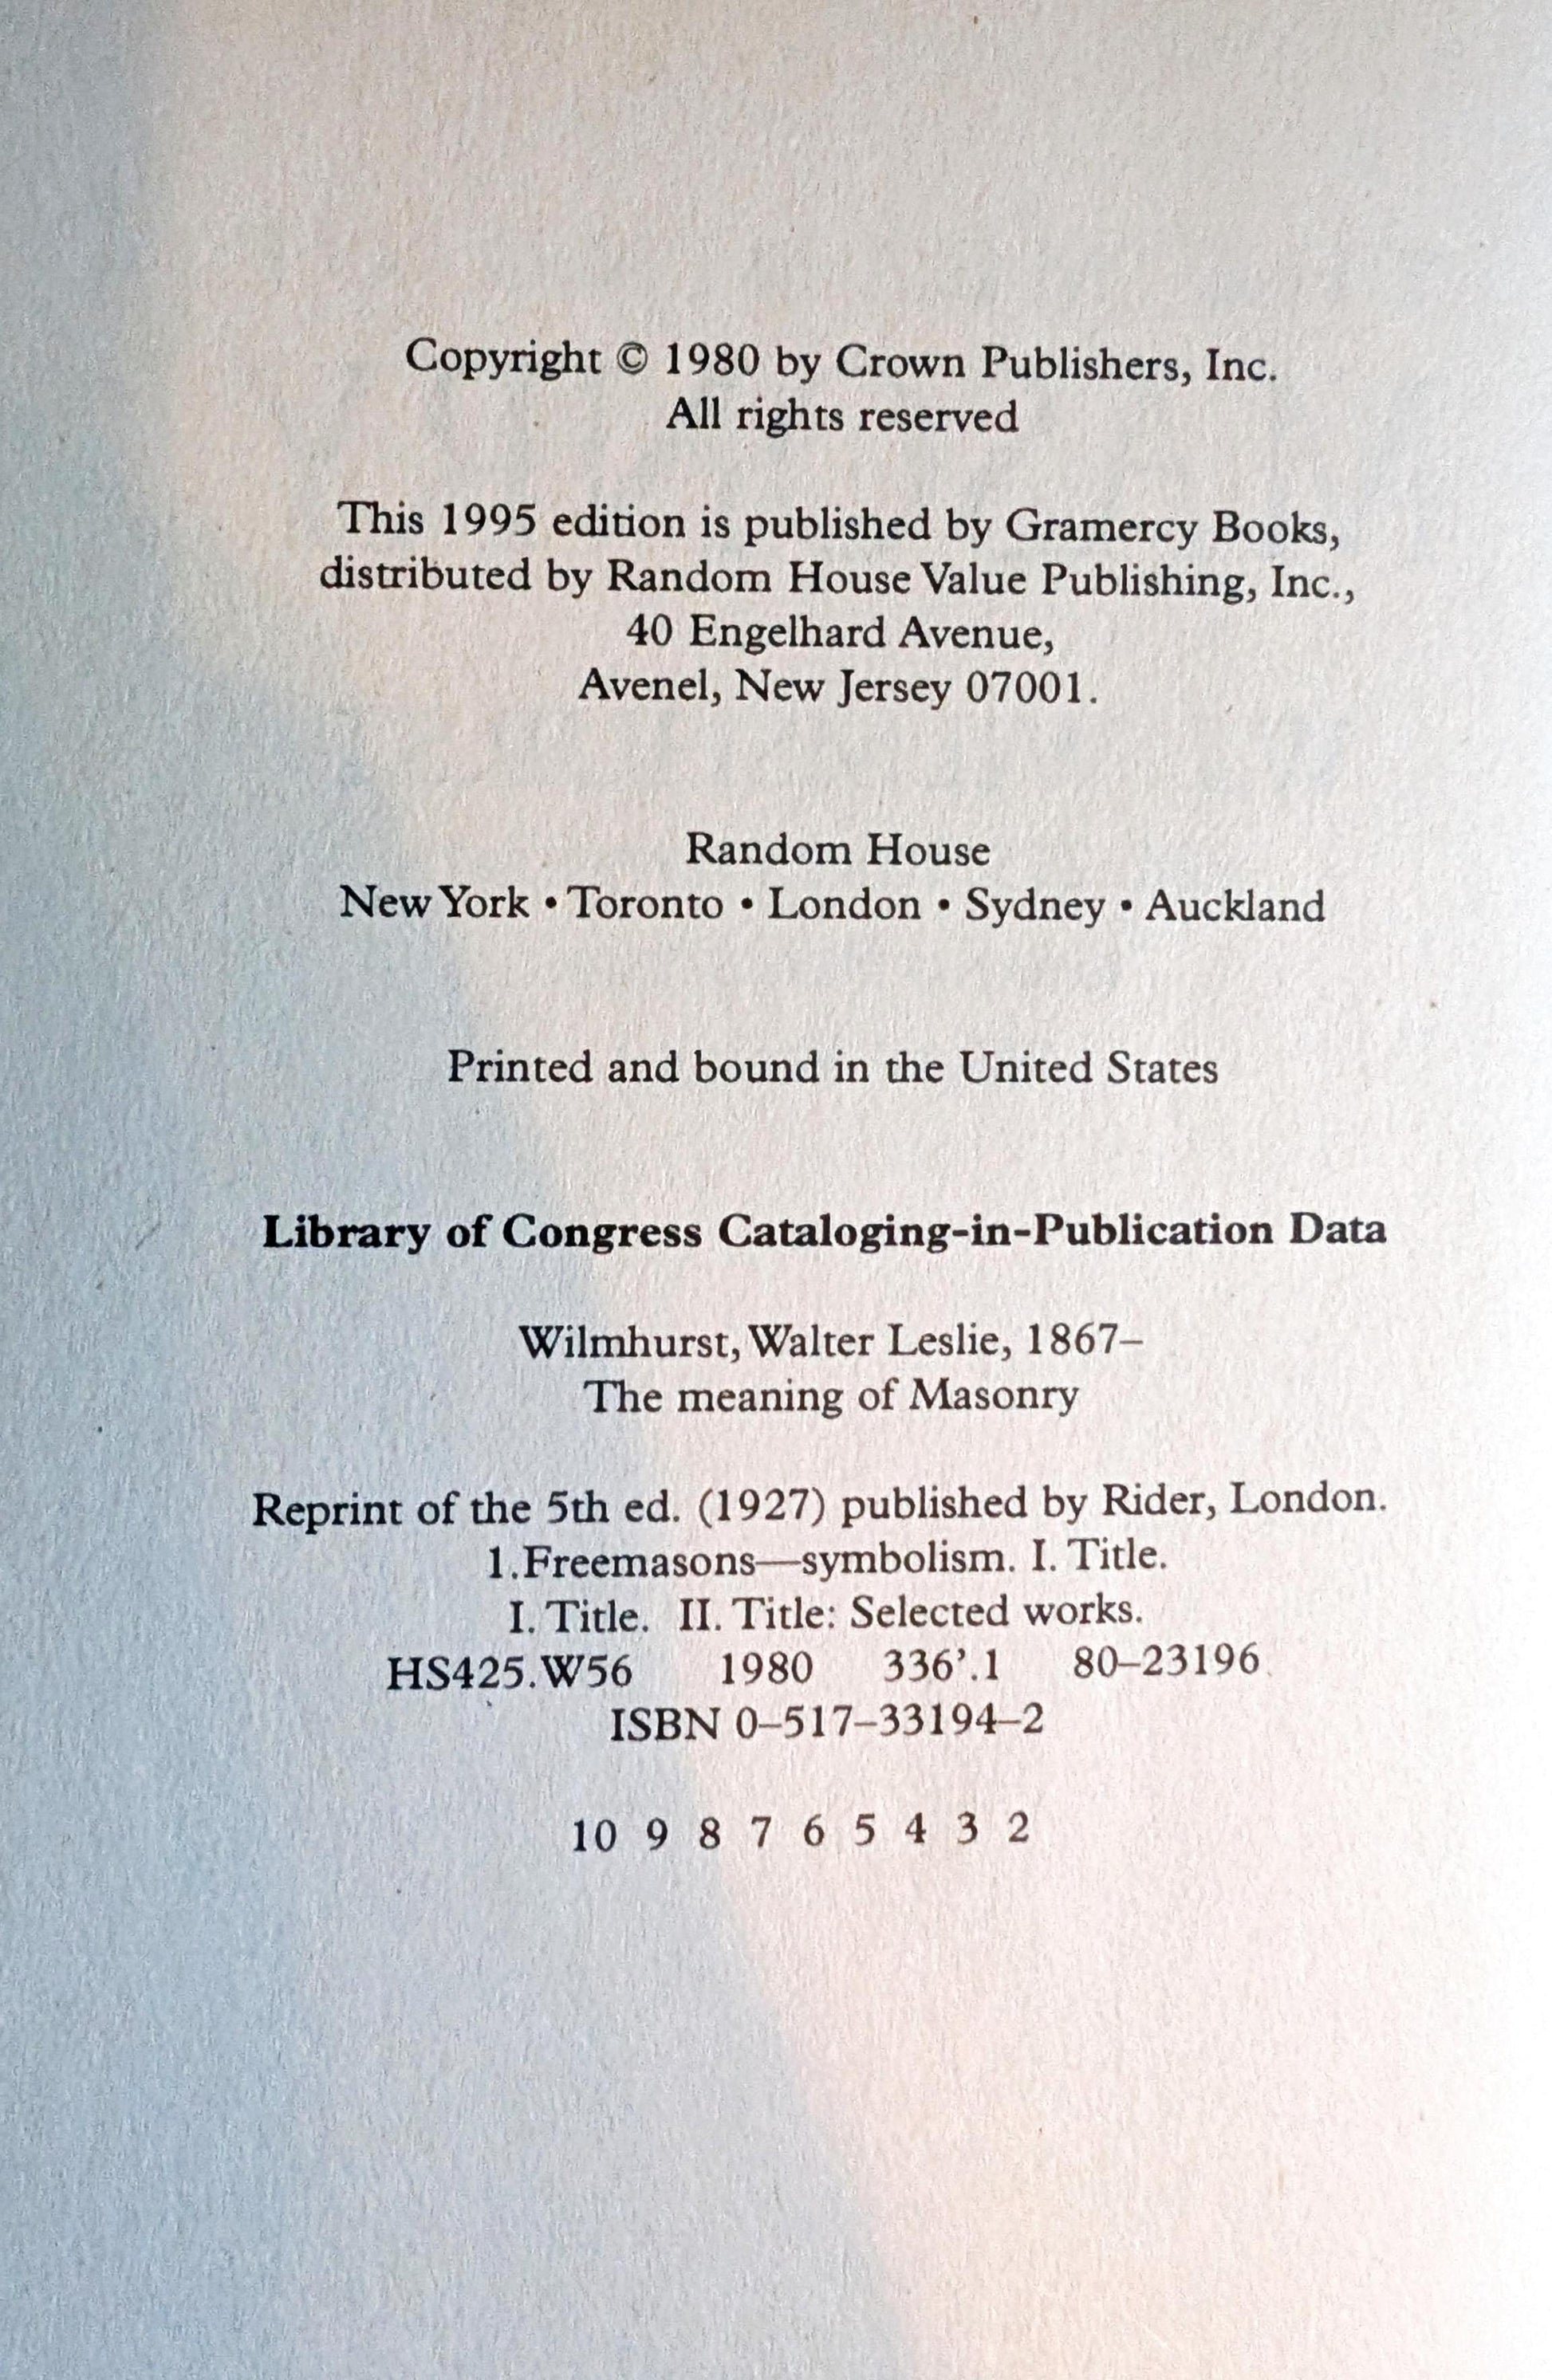 Copyright © 1980 by Crown Publishers, Inc.
All rights reserved
This 1995 edition is published by Gramercy Books,
distributed by Random House Value Publishing, Inc.,
40 Engelhard Avenue,
Avenel, New Jersey 07001.
Random House
New York • Toronto • London • Sydney • Auckland
Printed and bound in the United States
Library of Congress Cataloging-in-Publication Data
Wilmhurst, Walter Leslie, 1867–
The meaning of Masonry
Reprint of the 5th ed. (1927) published by Rider, London.
1.Freemasons—symbolism. I. Title.
I. Title. II. Title: Selected works.
HS425.W56 1980 336’.1 80–23196
ISBN 0–517–33194–2
10 9 8 7 6 5 4 3 2